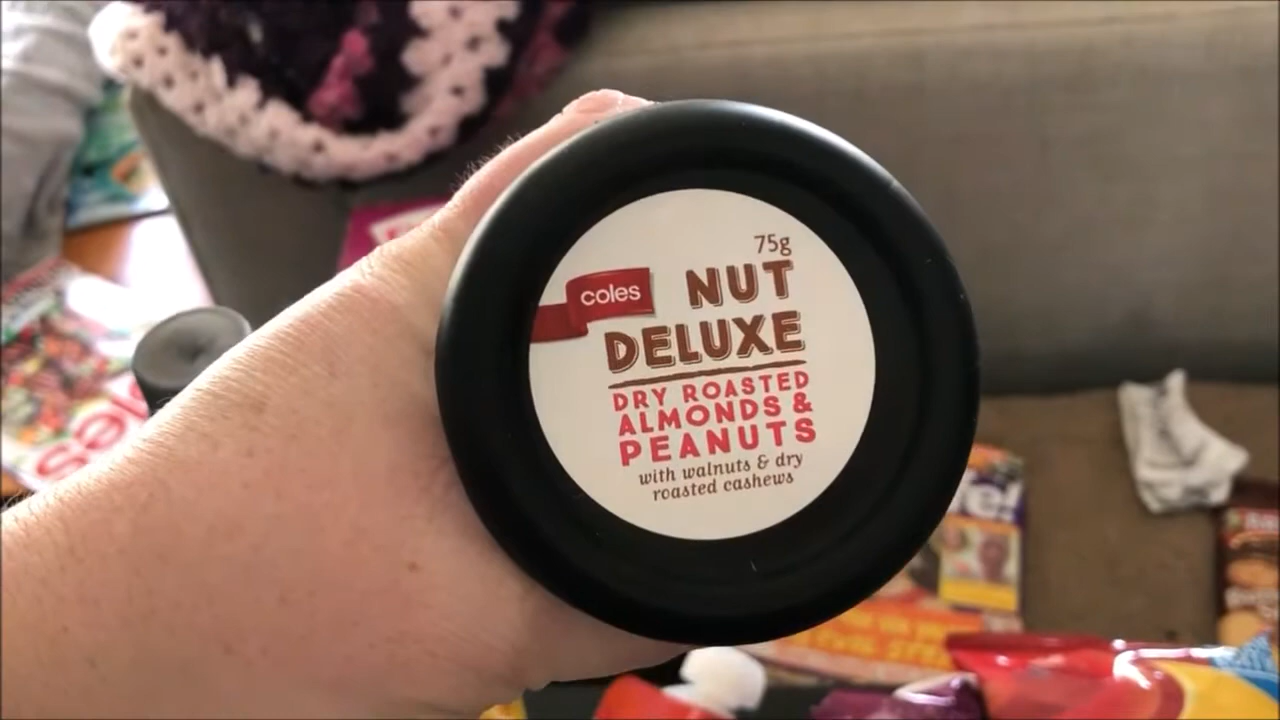 75g
coles
NUT
DELUXE
DRY ROASTED
ALMONDS &
PEANUTS
with walnuts & dry
roasted cashews